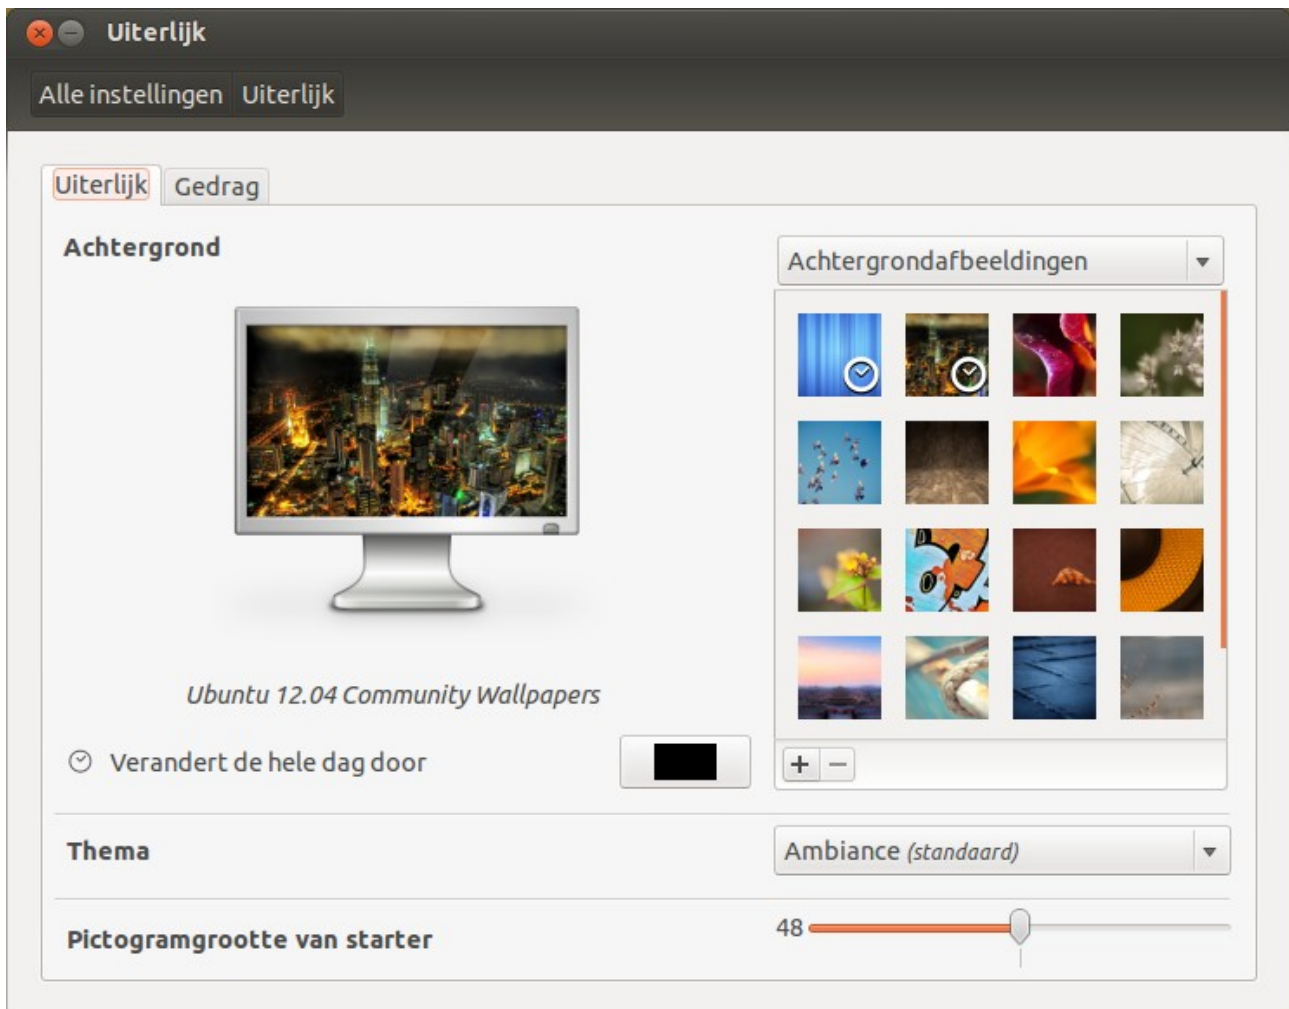 Uiterlijk
Alle instellingen Uiterlijk
Uiterlijk Gedrag
Achtergrond
Achtergrondafbeeldingen
Ubuntu 12.04 Community Wallpapers
Verandert de hele dag door
+ −
Thema
Ambiance (standaard)
Pictogramgrootte van starter
48